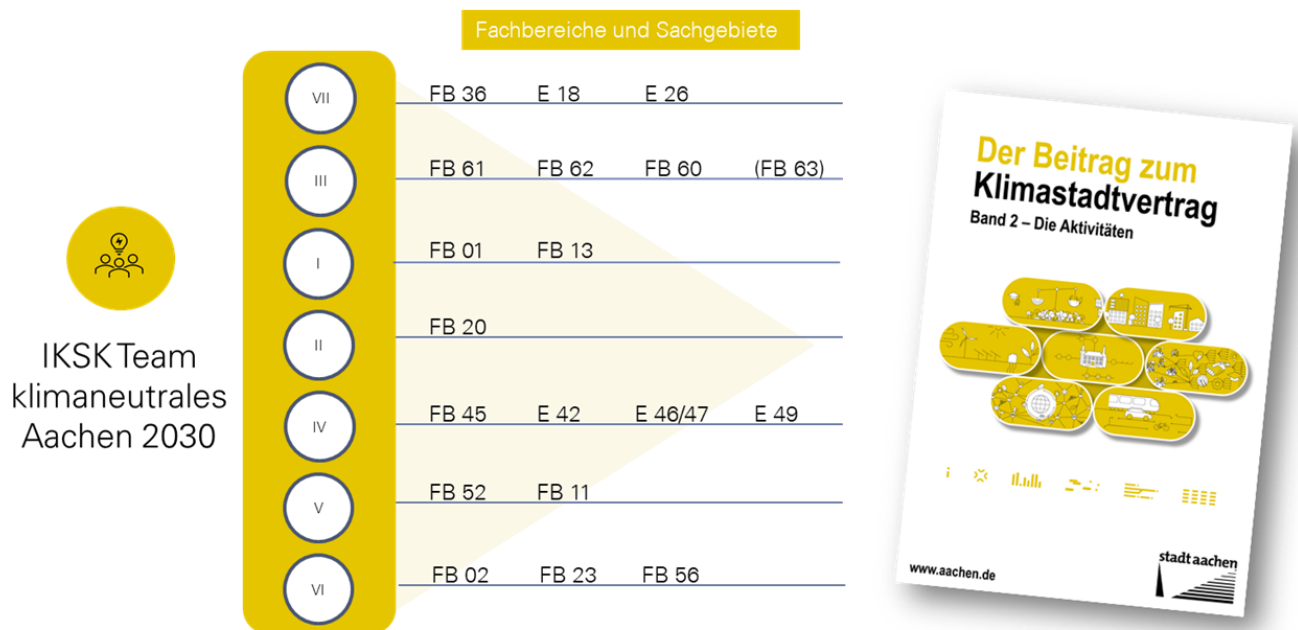 Fachbereiche und Sachgebiete
VII FB 36 E 18 E 26
III FB 61 FB 62 FB 60 (FB 63)
I FB 01 FB 13
II FB 20
IV FB 45 E 42 E 46/47 E 49
V FB 52 FB 11
VI FB 02 FB 23 FB 56
IKSK Team
klimaneutrales
Aachen 2030
Der Beitrag zum
Klimastadtvertrag
Band 2 – Die Aktivitäten
www.aachen.de
stadt aachen